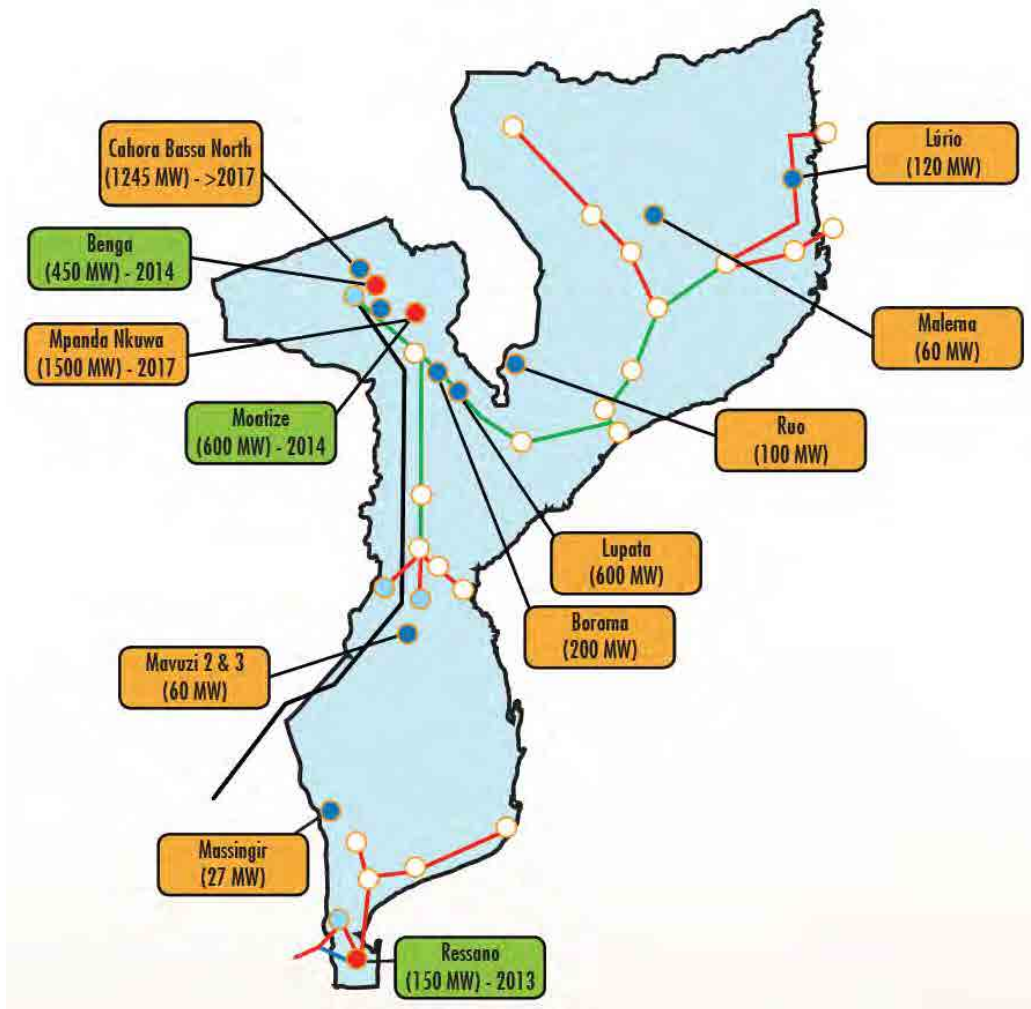 Cahora Bassa North
(1245 MW) - >2017
Benga
(450 MW) - 2014
Mpanda Nkuwa
(1500 MW) - 2017
Moatize
(600 MW) - 2014
Lúrio
(120 MW)
Malema
(60 MW)
Ruo
(100 MW)
Lupata
(600 MW)
Boroma
(200 MW)
Mavuzi 2 & 3
(60 MW)
Massingir
(27 MW)
Ressano
(150 MW) - 2013